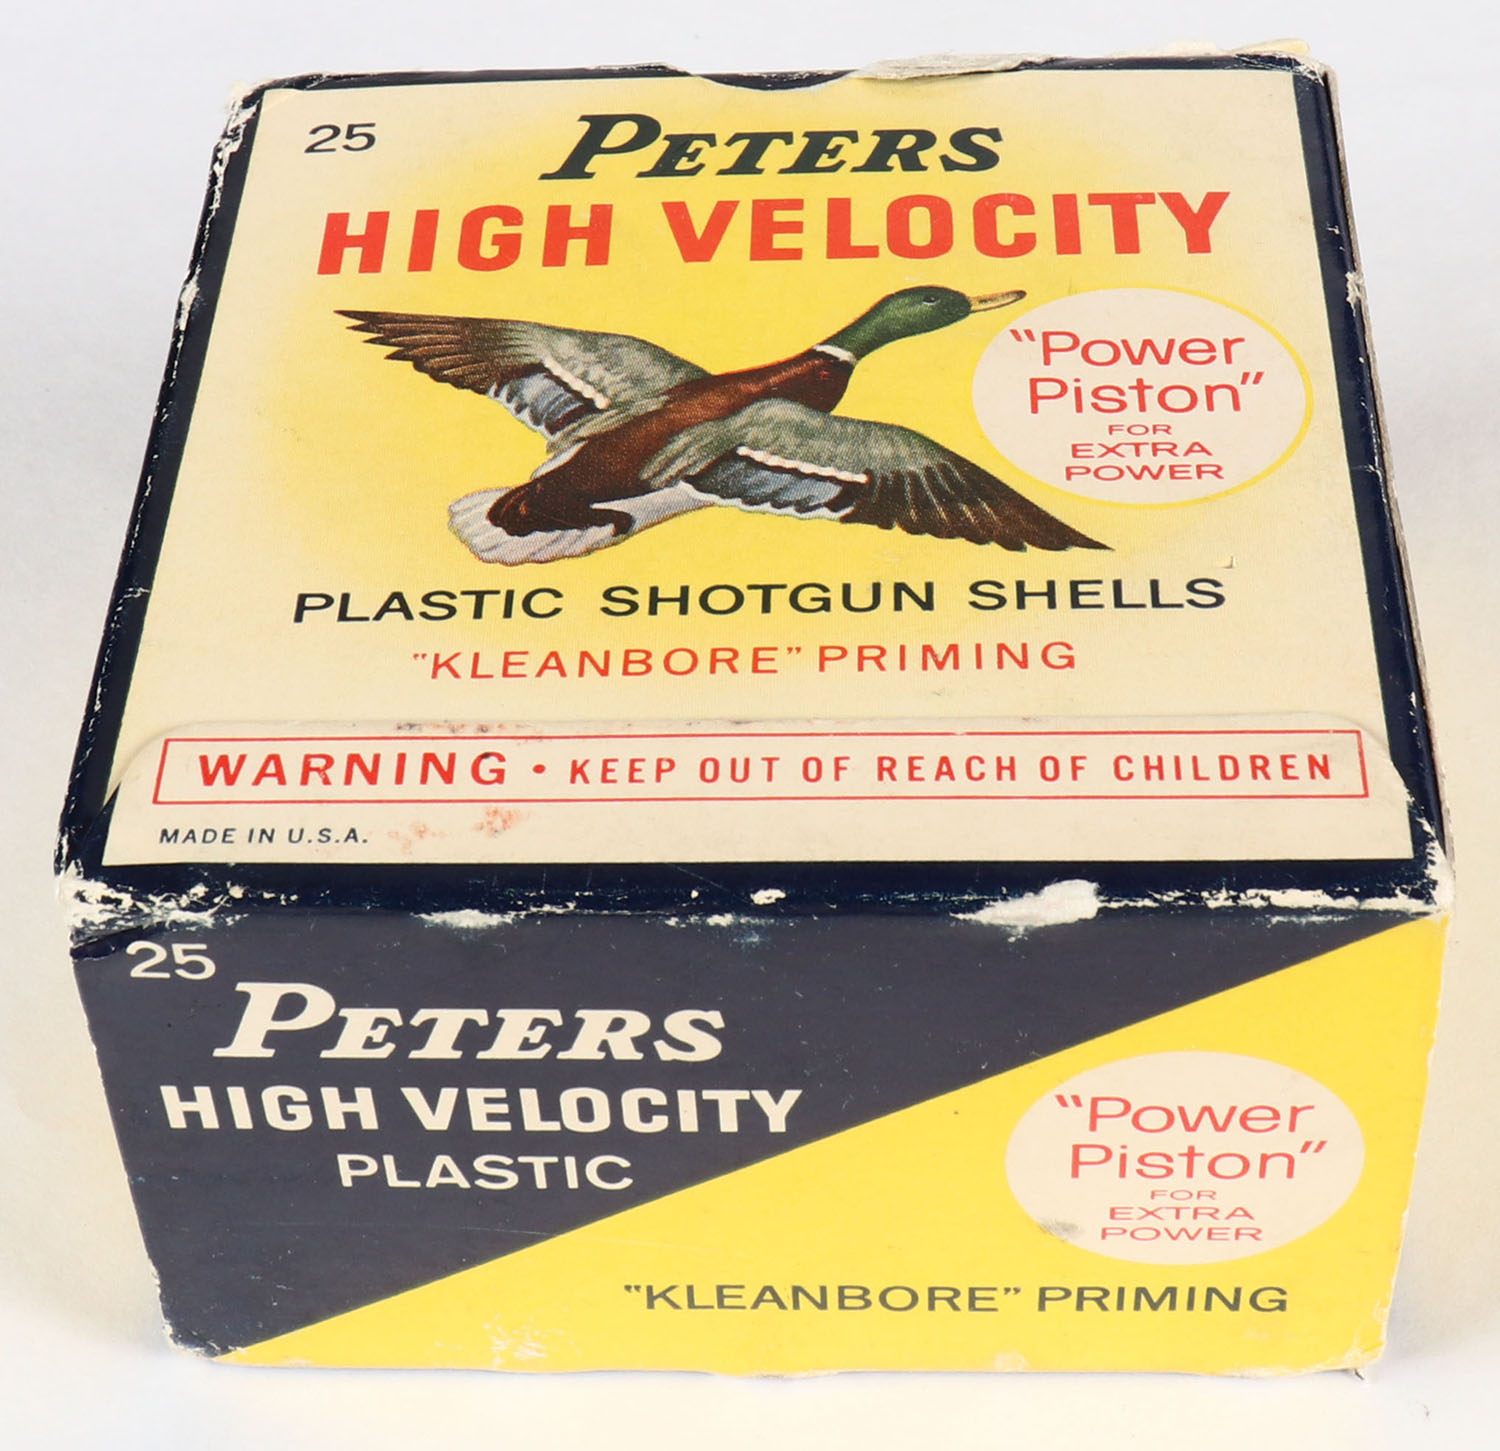 25
PETERS
HIGH VELOCITY
"Power
Piston"
FOR
EXTRA
POWER
PLASTIC SHOTGUN SHELLS
"KLEANBORE" PRIMING
WARNING • KEEP OUT OF REACH OF CHILDREN
MADE IN U.S.A.
25
PETERS
HIGH VELOCITY
PLASTIC
"Power
Piston"
FOR
EXTRA
POWER
"KLEANBORE" PRIMING